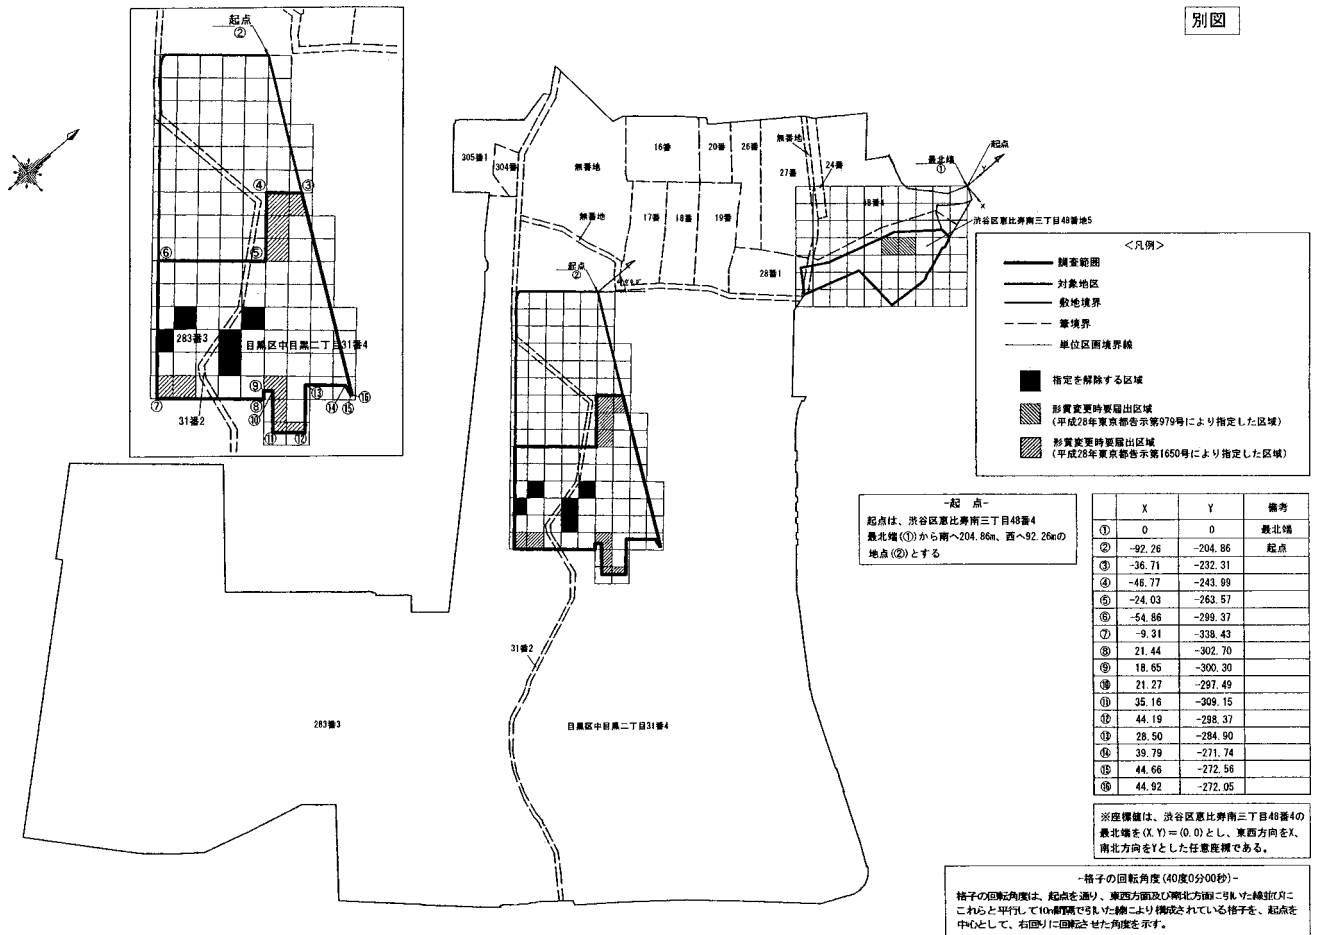 別図
起点
②
④
③
⑥
⑤
283番3
目黒区中目黒二丁目31番4
⑦
31番2
⑨
⑧
⑩
⑪
⑫
⑬
⑭
⑮
⑯
305番1
304番
無番地
16番
20番
26番
無番地
27番
24番
無番地
17番
18番
19番
28番1
48番4
最北端
①
起点
Y
X
渋谷区恵比寿南三丁目48番地5
起点
②
31番2
283番3
目黒区中目黒二丁目31番4
<凡例>
調査範囲
対象地区
敷地境界
筆境界
単位区画境界線
指定を解除する区域
形質変更時要届出区域
(平成28年東京都告示第979号により指定した区域)
形質変更時要届出区域
(平成28年東京都告示第1650号により指定した区域)
-起 点-
起点は、渋谷区恵比寿南三丁目48番4
最北端(①)から南へ204.86m、西へ92.26mの
地点(②)とする
X Y 備考
① 0 0 最北端
② -92.26 -204.86 起点
③ -36.71 -232.31
④ -46.77 -243.99
⑤ -24.03 -263.57
⑥ -54.86 -299.37
⑦ -9.31 -338.43
⑧ 21.44 -302.70
⑨ 18.65 -300.30
⑩ 21.27 -297.49
⑪ 35.16 -309.15
⑫ 44.19 -298.37
⑬ 28.50 -284.90
⑭ 39.79 -271.74
⑮ 44.66 -272.56
⑯ 44.92 -272.05
※座標値は、渋谷区恵比寿南三丁目48番4の
最北端を(X,Y)=(0,0)とし、東西方向をX、
南北方向をYとした任意座標である。
-格子の回転角度(40度0分00秒)-
格子の回転角度は、起点を通り、東西方向及び南北方向に引いた線並びに
これらと平行して10m間隔で引いた線により構成されている格子を、起点を
中心として、右回りに回転させた角度を示す。